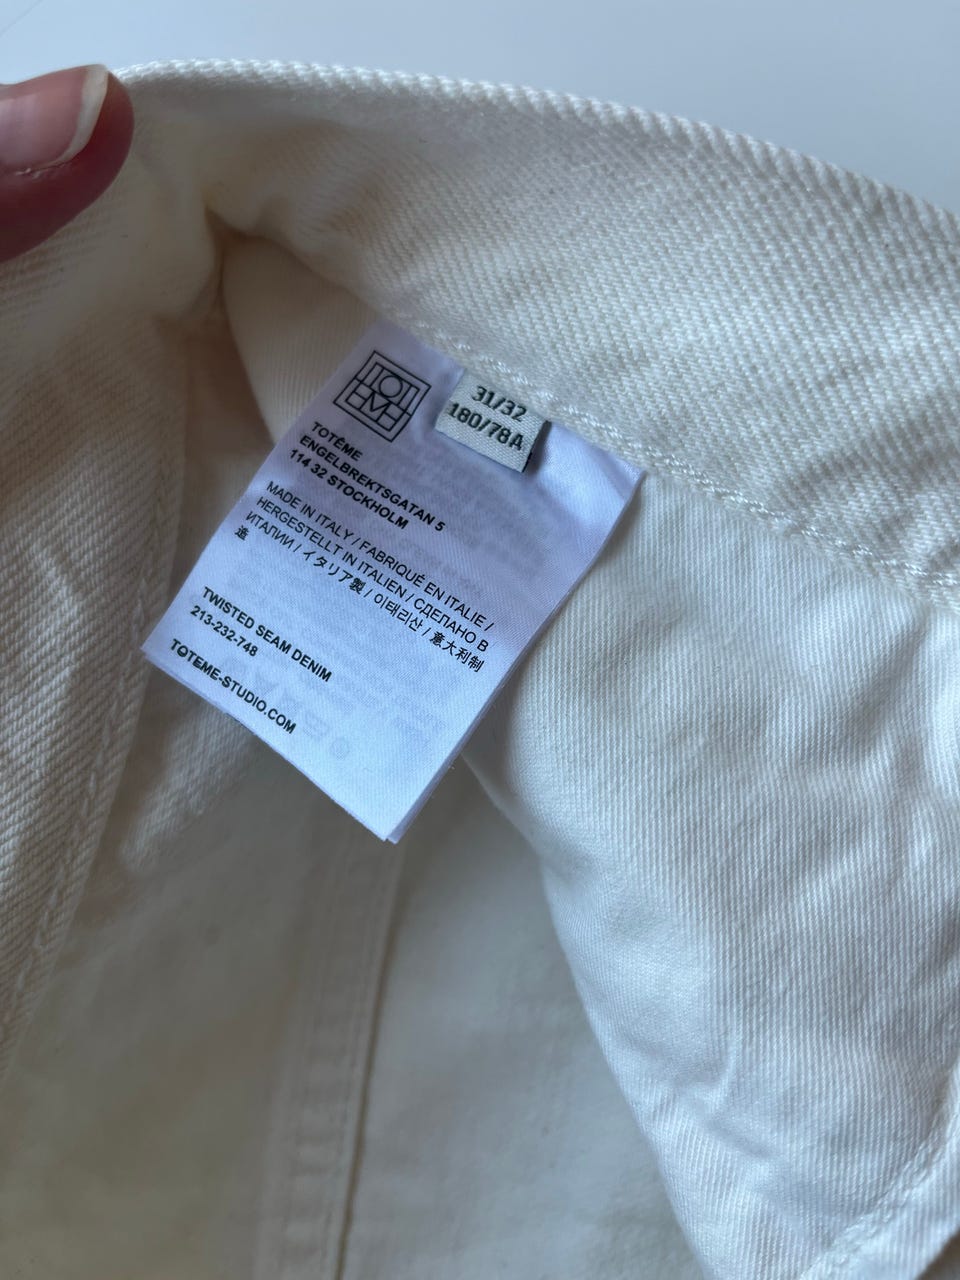 TOTÊME
31/32
180/78A
TOTÊME
ENGELBREKTSGATAN 5
114 32 STOCKHOLM
MADE IN ITALY / FABRIQUÉ EN ITALIE /
HERGESTELLT IN ITALIEN / СДЕЛАНО В
ИТАЛИИ / イタリア製 / 이태리산 / 意大利制
造
TWISTED SEAM DENIM
213-232-748
TOTEME-STUDIO.COM